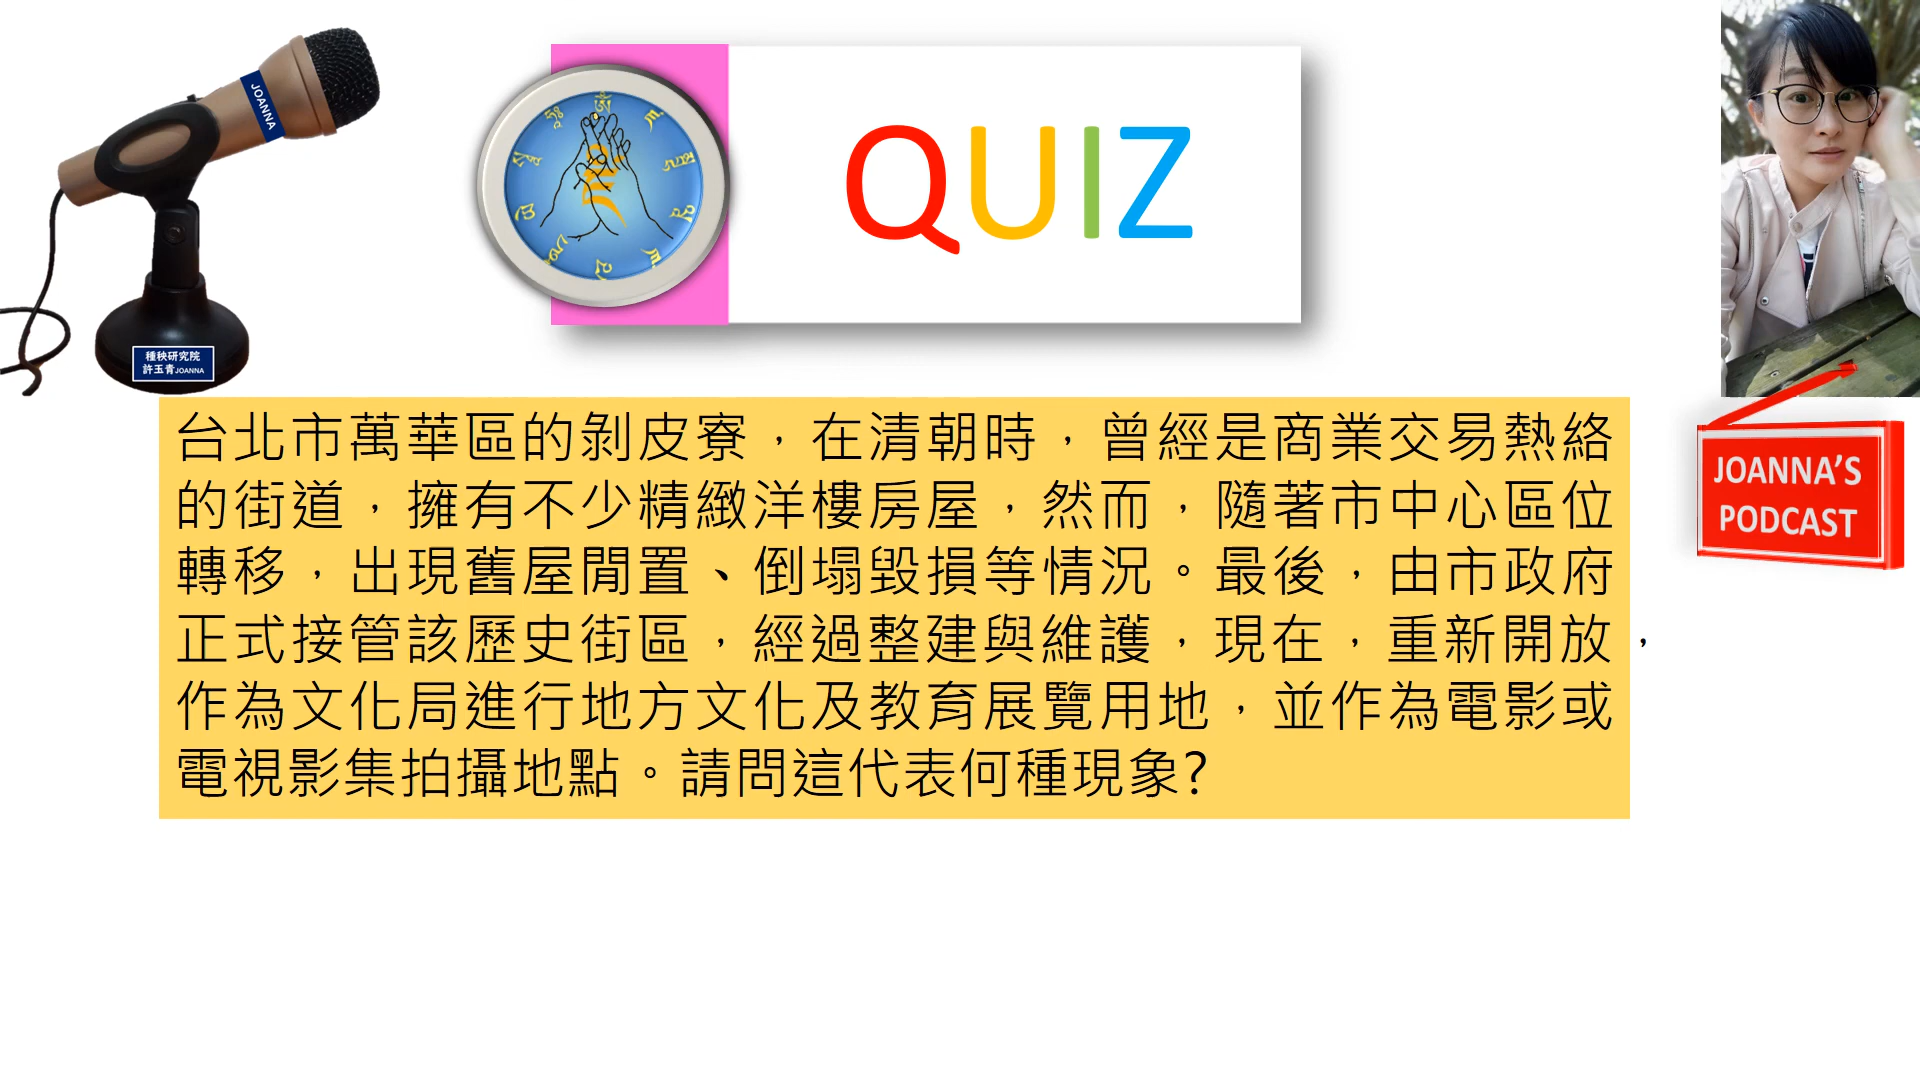 JOANNA
種秧研究院
許玉青JOANNA
QUIZ
台北市萬華區的剝皮寮，在清朝時，曾經是商業交易熱絡
的街道，擁有不少精緻洋樓房屋，然而，隨著市中心區位
轉移，出現舊屋閒置、倒塌毀損等情況。最後，由市政府
正式接管該歷史街區，經過整建與維護，現在，重新開放，
作為文化局進行地方文化及教育展覽用地，並作為電影或
電視影集拍攝地點。請問這代表何種現象?
JOANNA’S
PODCAST